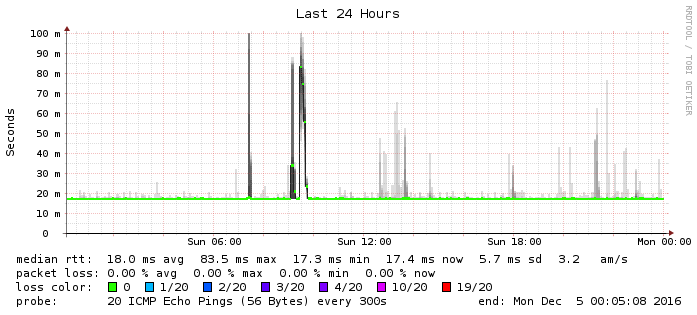 Last 24 Hours
RRDTOOL / TOBI OETIKER
Seconds
100 m
90 m
80 m
70 m
60 m
50 m
40 m
30 m
20 m
10 m
0
Sun 06:00 Sun 12:00 Sun 18:00 Mon 00:00
median rtt: 18.0 ms avg 83.5 ms max 17.3 ms min 17.4 ms now 5.7 ms sd 3.2 am/s
packet loss: 0.00 % avg 0.00 % max 0.00 % min 0.00 % now
loss color: 0 1/20 2/20 3/20 4/20 10/20 19/20
probe: 20 ICMP Echo Pings (56 Bytes) every 300s end: Mon Dec 5 00:05:08 2016